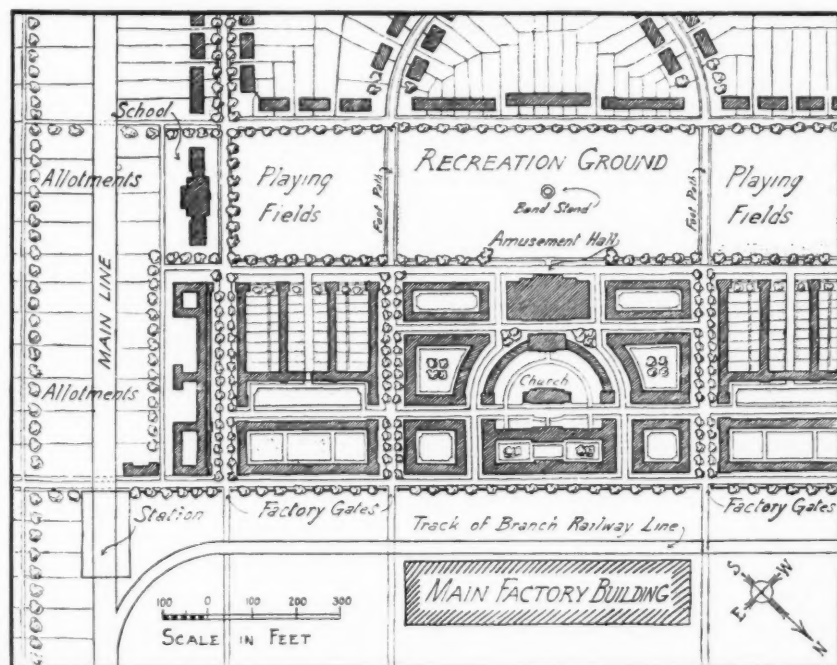 School
Allotments
Playing
Fields
Foot Path
RECREATION GROUND
Band Stand
Foot Path
Playing
Fields
Amusement Hall
MAIN LINE
Allotments
Church
Station
Factory Gates
Track of Branch Railway Line
Factory Gates
MAIN FACTORY BUILDING
100 0 100 200 300
SCALE IN FEET
S W
E N